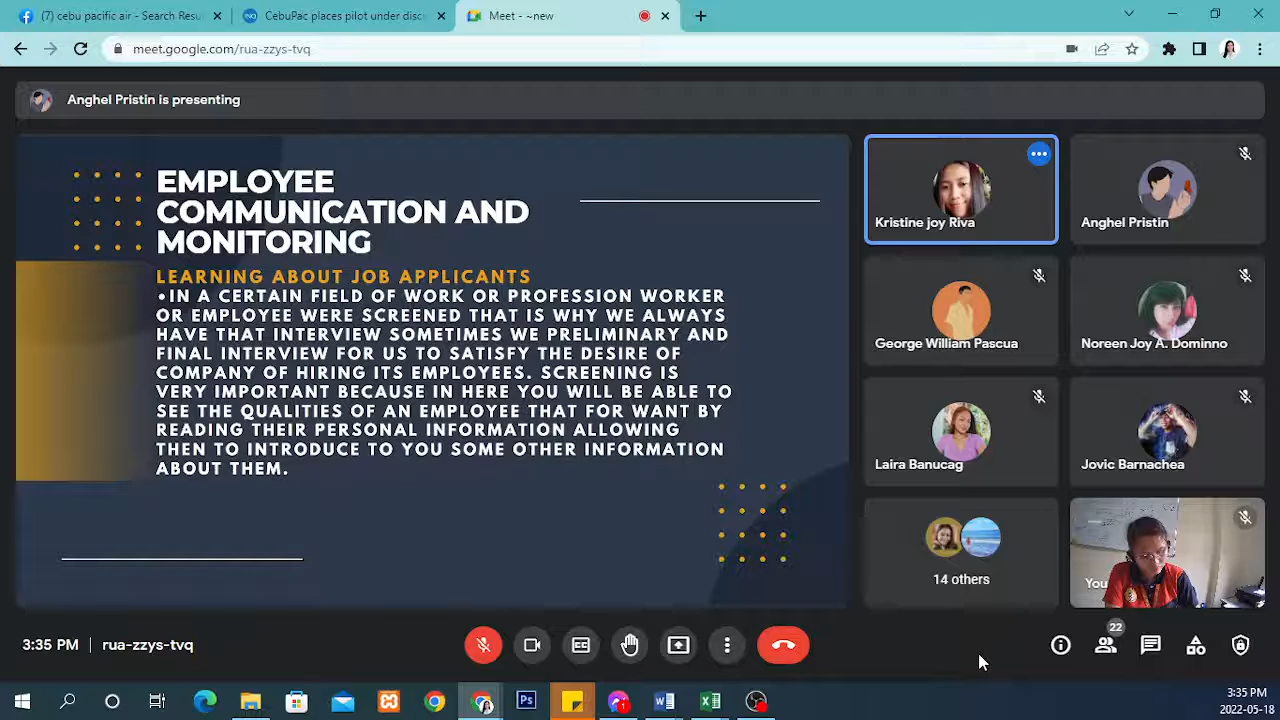 (7) cebu pacific air - Search Resu
CebuPac places pilot under disci
Meet - ~new
meet.google.com/rua-zzys-tvq
Anghel Pristin is presenting
EMPLOYEE
COMMUNICATION AND
MONITORING
LEARNING ABOUT JOB APPLICANTS
•IN A CERTAIN FIELD OF WORK OR PROFESSION WORKER
OR EMPLOYEE WERE SCREENED THAT IS WHY WE ALWAYS
HAVE THAT INTERVIEW SOMETIMES WE PRELIMINARY AND
FINAL INTERVIEW FOR US TO SATISFY THE DESIRE OF
COMPANY OF HIRING ITS EMPLOYEES. SCREENING IS
VERY IMPORTANT BECAUSE IN HERE YOU WILL BE ABLE TO
SEE THE QUALITIES OF AN EMPLOYEE THAT FOR WANT BY
READING THEIR PERSONAL INFORMATION ALLOWING
THEN TO INTRODUCE TO YOU SOME OTHER INFORMATION
ABOUT THEM.
Kristine joy Riva
Anghel Pristin
George William Pascua
Noreen Joy A. Dominno
Laira Banucag
Jovic Barnachea
14 others
You
3:35 PM
rua-zzys-tvq
22
Ps
1
3:35 PM
2022-05-18